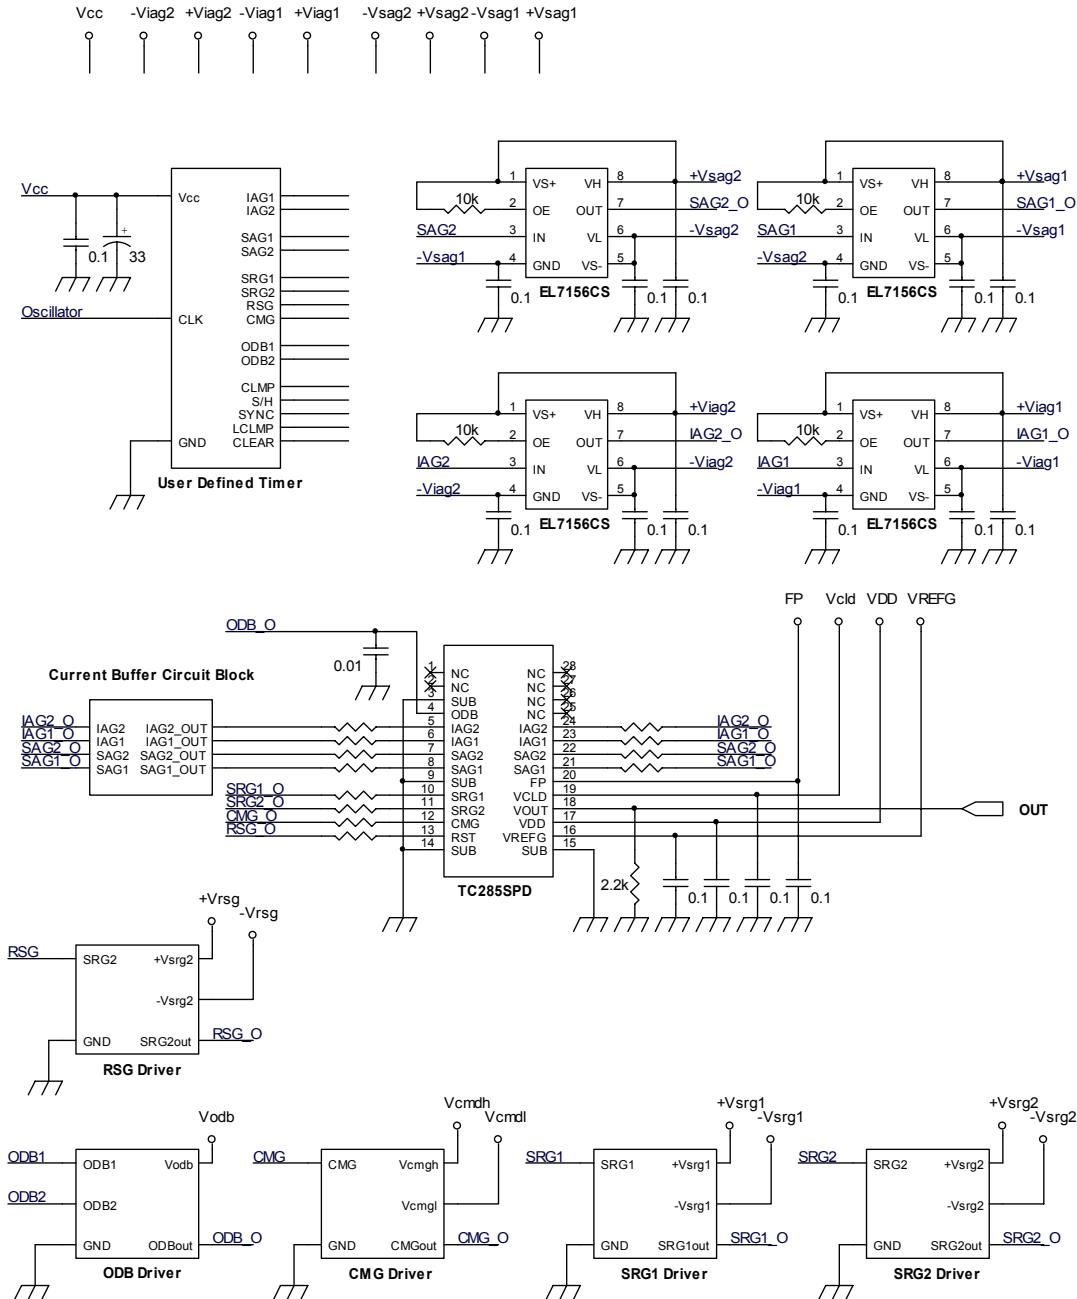 Vcc -Viag2 +Viag2 -Viag1 +Viag1 -Vsag2 +Vsag2 -Vsag1 +Vsag1
Vcc
0.1
+
33
Oscillator
Vcc
CLK
GND
IAG1
IAG2
SAG1
SAG2
SRG1
SRG2
RSG
CMG
ODB1
ODB2
CLMP
S/H
SYNC
LCLMP
CLEAR
User Defined Timer
1 VS+ VH 8 +Vsag2
10k 2 OE OUT 7 SAG2_O
SAG2 3 IN VL 6 -Vsag2
-Vsag1 4 GND VS- 5
0.1 EL7156CS 0.1 0.1
1 VS+ VH 8 +Vsag1
10k 2 OE OUT 7 SAG1_O
SAG1 3 IN VL 6 -Vsag1
-Vsag2 4 GND VS- 5
0.1 EL7156CS 0.1 0.1
1 VS+ VH 8 +Viag2
10k 2 OE OUT 7 IAG2_O
IAG2 3 IN VL 6 -Viag2
-Viag2 4 GND VS- 5
0.1 EL7156CS 0.1 0.1
1 VS+ VH 8 +Viag1
10k 2 OE OUT 7 IAG1_O
IAG1 3 IN VL 6 -Viag1
-Viag1 4 GND VS- 5
0.1 EL7156CS 0.1 0.1
FP Vcld VDD VREFG
ODB_O
0.01
Current Buffer Circuit Block
IAG2_O IAG2 IAG2_OUT
IAG1_O IAG1 IAG1_OUT
SAG2_O SAG2 SAG2_OUT
SAG1_O SAG1 SAG1_OUT
SRG1_O
SRG2_O
CMG_O
RSG_O
1 NC NC 28
2 NC NC 27
3 SUB NC 26
4 ODB NC 25
5 IAG2 IAG2 24 IAG2_O
6 IAG1 IAG1 23 IAG1_O
7 SAG2 SAG2 22 SAG2_O
8 SAG1 SAG1 21 SAG1_O
9 SUB FP 20
10 SRG1 VCLD 19
11 SRG2 VOUT 18
12 CMG VDD 17
13 RST VREFG 16
14 SUB SUB 15
TC285SPD
OUT
2.2k 0.1 0.1 0.1 0.1
+Vrsg -Vrsg
RSG SRG2 +Vsrg2
-Vsrg2
GND SRG2out RSG_O
RSG Driver
Vodb
ODB1 ODB1 Vodb
ODB2 ODB2
GND ODBout ODB_O
ODB Driver
Vcmdh Vcmdl
CMG CMG Vcmgh
Vcmgl
GND CMGout CMG_O
CMG Driver
+Vsrg1 -Vsrg1
SRG1 SRG1 +Vsrg1
-Vsrg1
GND SRG1out SRG1_O
SRG1 Driver
+Vsrg2 -Vsrg2
SRG2 SRG2 +Vsrg2
-Vsrg2
GND SRG2out SRG2_O
SRG2 Driver